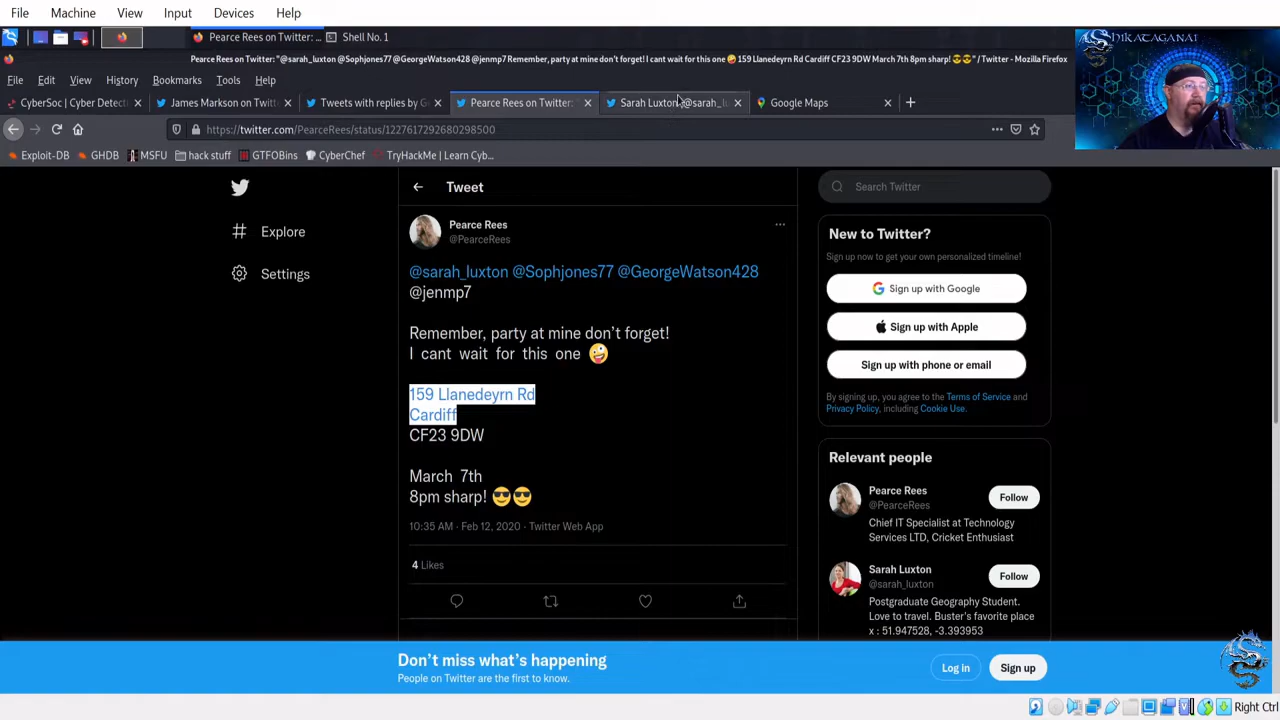 File Machine View Input Devices Help
Pearce Rees on Twitter: ... Shell No. 1
Pearce Rees on Twitter: "@sarah_luxton @Sophjones77 @GeorgeWatson428 @jenmp7 Remember, party at mine don't forget! I cant wait for this one 🤪 159 Llanedeyrn Rd Cardiff CF23 9DW March 7th 8pm sharp! 😎😎" / Twitter - Mozilla Firefox
SHIKATAGANAI
File Edit View History Bookmarks Tools Help
CyberSoc | Cyber Detecti James Markson on Twitte Tweets with replies by G Pearce Rees on Twitter: Sarah Luxton (@sarah_lu Google Maps
https://twitter.com/PearceRees/status/1227617292680298500
Exploit-DB GHDB MSFU hack stuff GTFOBins CyberChef TryHackMe | Learn Cyb...
Tweet
Search Twitter
Explore
Settings
Pearce Rees
@PearceRees
@sarah_luxton @Sophjones77 @GeorgeWatson428
@jenmp7
Remember, party at mine don't forget!
I cant wait for this one 🤪
159 Llanedeyrn Rd
Cardiff
CF23 9DW
March 7th
8pm sharp! 😎😎
10:35 AM · Feb 12, 2020 · Twitter Web App
4 Likes
New to Twitter?
Sign up now to get your own personalized timeline!
Sign up with Google
Sign up with Apple
Sign up with phone or email
By signing up, you agree to the Terms of Service and
Privacy Policy, including Cookie Use.
Relevant people
Pearce Rees
@PearceRees
Follow
Chief IT Specialist at Technology
Services LTD, Cricket Enthusiast
Sarah Luxton
@sarah_luxton
Follow
Postgraduate Geography Student.
Love to travel. Buster's favorite place
x : 51.947528, -3.393953
Don't miss what's happening
People on Twitter are the first to know.
Log in
Sign up
Right Ctrl